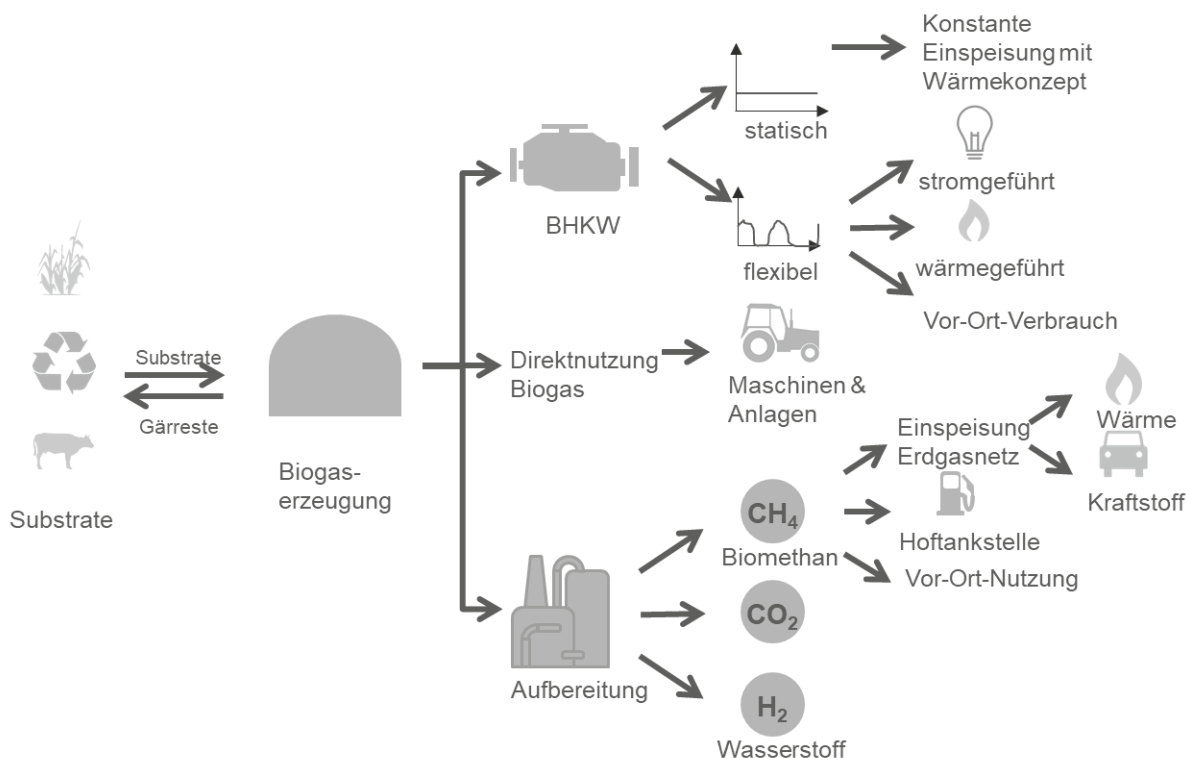 Konstante
Einspeisung mit
Wärmekonzept
statisch
stromgeführt
BHKW
flexibel
wärmegeführt
Vor-Ort-Verbrauch
Substrate
Gärreste
Direktnutzung
Biogas
Maschinen &
Anlagen
Wärme
Einspeisung
Erdgasnetz
Kraftstoff
Biogas-
erzeugung
Substrate
CH₄
Biomethan
Hoftankstelle
Vor-Ort-Nutzung
CO₂
Aufbereitung
H₂
Wasserstoff